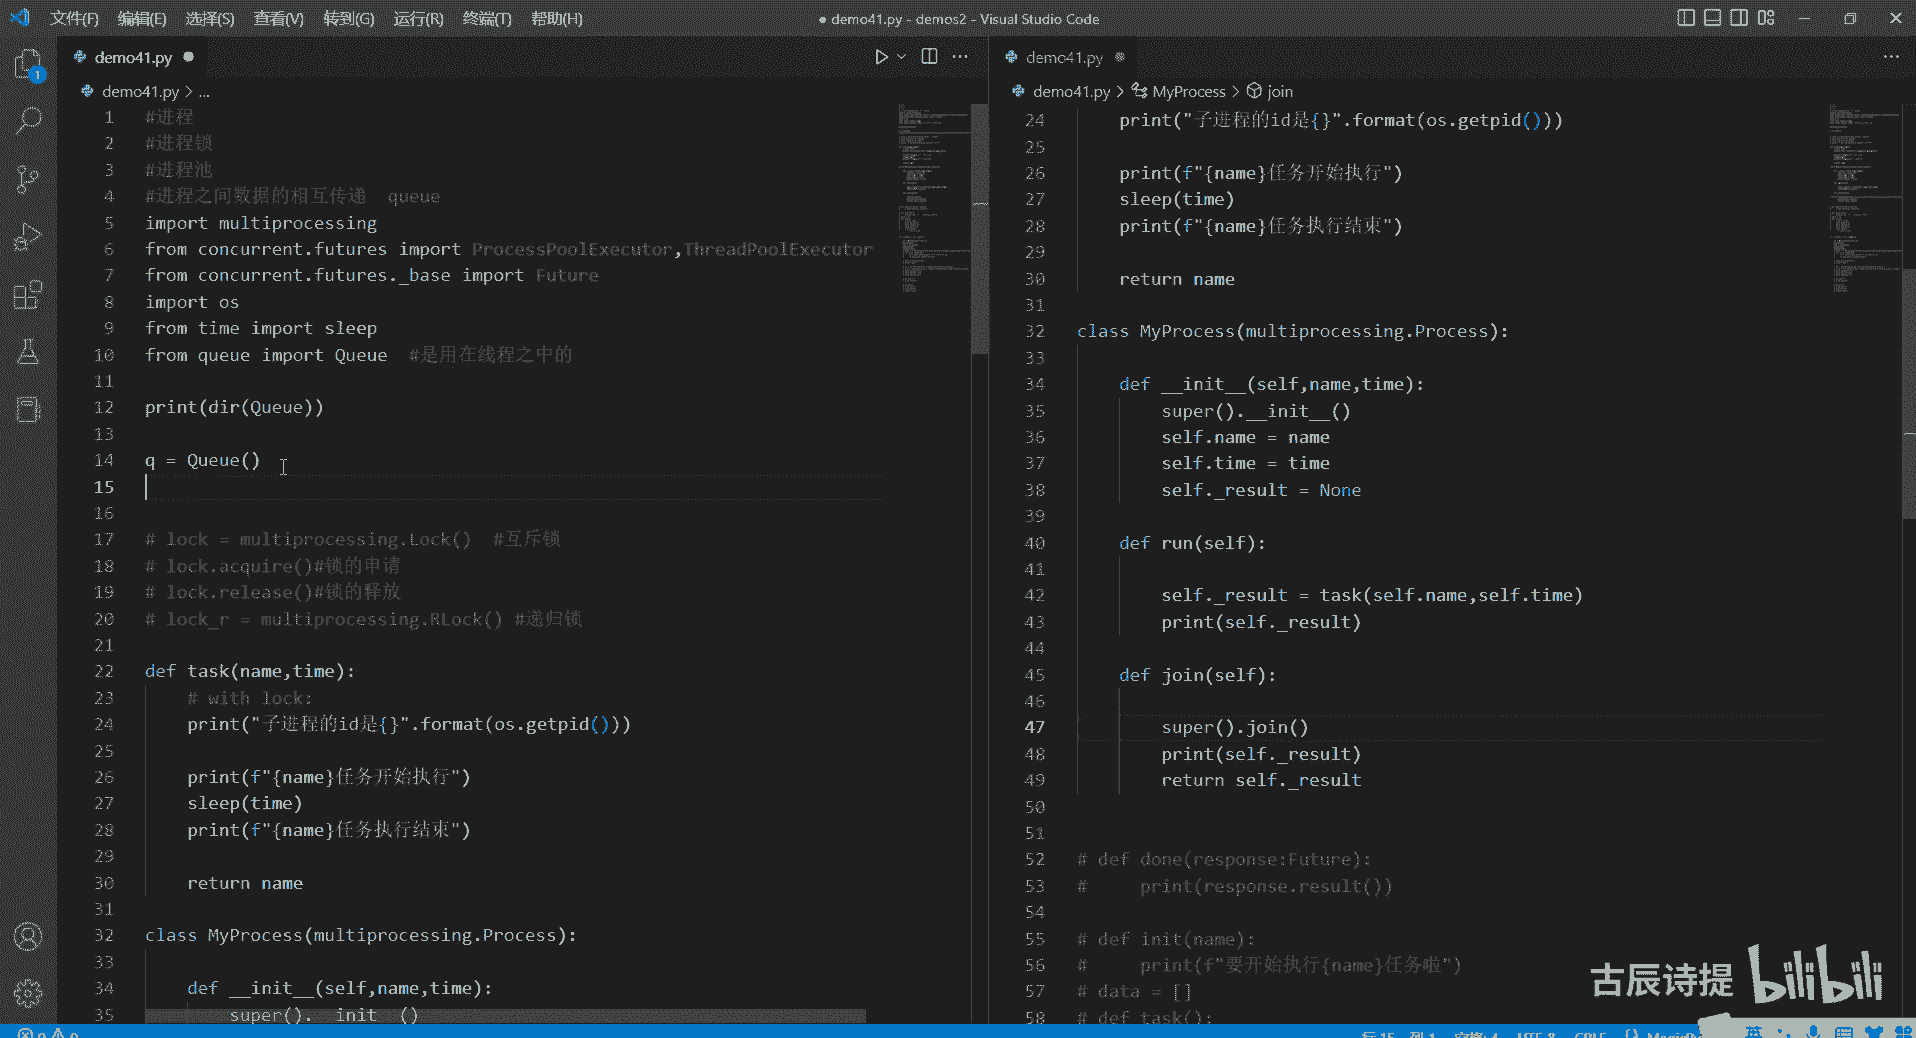 文件(F) 编辑(E) 选择(S) 查看(V) 转到(G) 运行(R) 终端(T) 帮助(H)
● demo41.py - demos2 - Visual Studio Code
demo41.py
demo41.py > ...
1 #进程
2 #进程锁
3 #进程池
4 #进程之间数据的相互传递  queue
5 import multiprocessing
6 from concurrent.futures import ProcessPoolExecutor,ThreadPoolExecutor
7 from concurrent.futures._base import Future
8 import os
9 from time import sleep
10 from queue import Queue  #是用在线程之中的
11
12 print(dir(Queue))
13
14 q = Queue()
15
16
17 # lock = multiprocessing.Lock()  #互斥锁
18 # lock.acquire()#锁的申请
19 # lock.release()#锁的释放
20 # lock_r = multiprocessing.RLock() #递归锁
21
22 def task(name,time):
23     # with lock:
24     print("子进程的id是{}".format(os.getpid()))
25
26     print(f"{name}任务开始执行")
27     sleep(time)
28     print(f"{name}任务执行结束")
29
30     return name
31
32 class MyProcess(multiprocessing.Process):
33
34     def __init__(self,name,time):
35         super().__init__()
demo41.py
demo41.py > MyProcess > join
24     print("子进程的id是{}".format(os.getpid()))
25
26     print(f"{name}任务开始执行")
27     sleep(time)
28     print(f"{name}任务执行结束")
29
30     return name
31
32 class MyProcess(multiprocessing.Process):
33
34     def __init__(self,name,time):
35         super().__init__()
36         self.name = name
37         self.time = time
38         self._result = None
39
40     def run(self):
41
42         self._result = task(self.name,self.time)
43         print(self._result)
44
45     def join(self):
46
47         super().join()
48         print(self._result)
49         return self._result
50
51
52 # def done(response:Future):
53 #     print(response.result())
54
55 # def init(name):
56 #     print(f"要开始执行{name}任务啦")
57 # data = []
58 # def task():
古辰诗提 bilibili
1
行 15, 列 1 空格: 4 UTF-8 CRLF
英